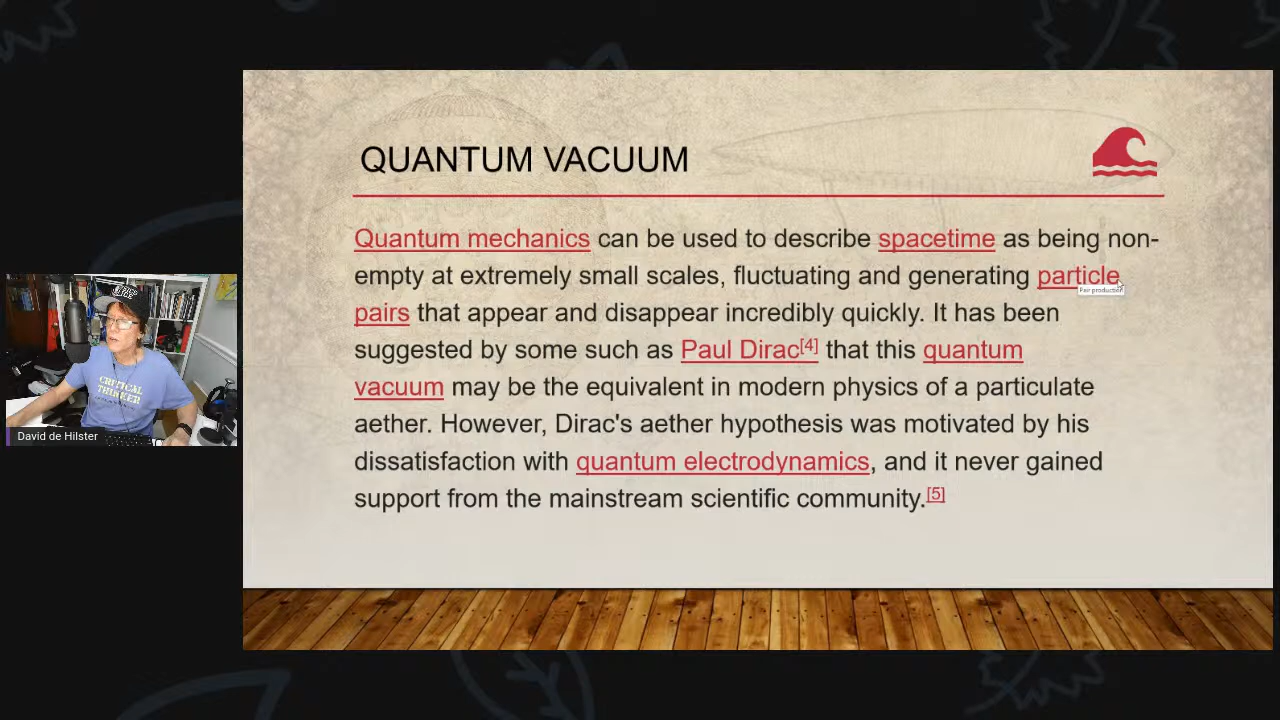 QUANTUM VACUUM
Quantum mechanics can be used to describe spacetime as being non-
empty at extremely small scales, fluctuating and generating particle
Pair production
pairs that appear and disappear incredibly quickly. It has been
suggested by some such as Paul Dirac[4] that this quantum
vacuum may be the equivalent in modern physics of a particulate
aether. However, Dirac's aether hypothesis was motivated by his
dissatisfaction with quantum electrodynamics, and it never gained
support from the mainstream scientific community.[5]
CRITICAL
THINKER
David de Hilster